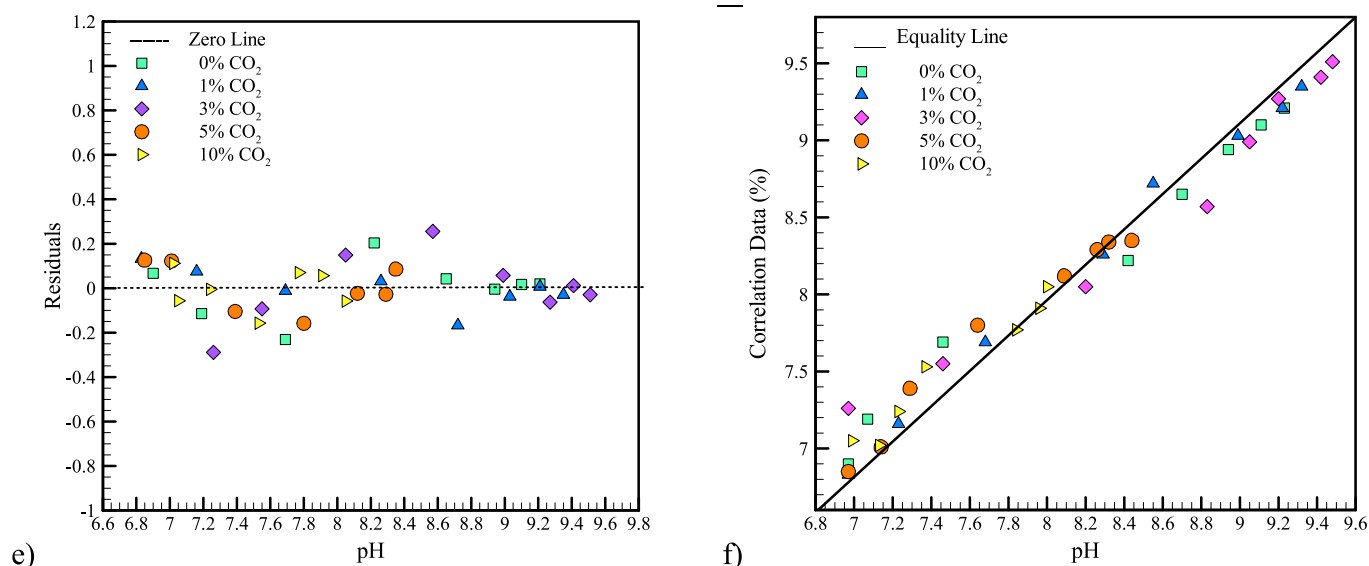 1.2
1
0.8
0.6
0.4
0.2
0
-0.2
-0.4
-0.6
-0.8
-1
Residuals
Zero Line
0% CO2
1% CO2
3% CO2
5% CO2
10% CO2
6.6 6.8 7 7.2 7.4 7.6 7.8 8 8.2 8.4 8.6 8.8 9 9.2 9.4 9.6 9.8
pH
e)
9.5
9
8.5
8
7.5
7
Correlation Data (%)
Equality Line
0% CO2
1% CO2
3% CO2
5% CO2
10% CO2
6.8 7 7.2 7.4 7.6 7.8 8 8.2 8.4 8.6 8.8 9 9.2 9.4 9.6
pH
f)